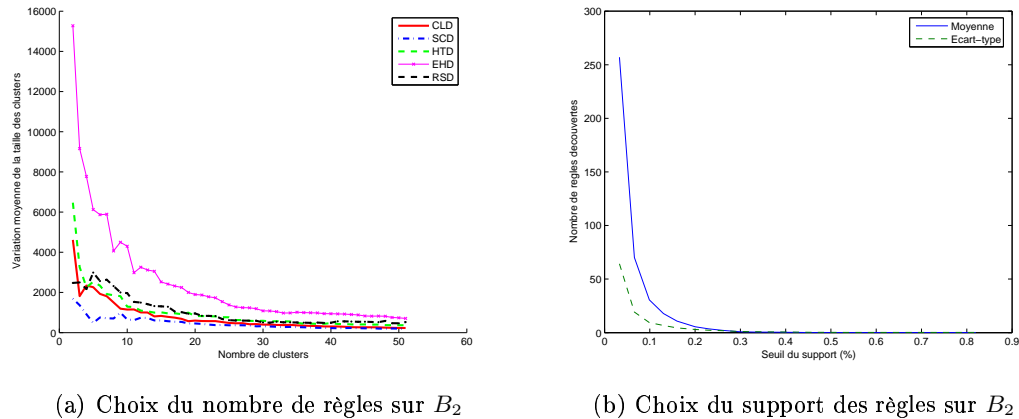 16000
14000
12000
10000
8000
6000
4000
2000
0
0 10 20 30 40 50 60
Variation moyenne de la taille des clusters
Nombre de clusters
CLD
SCD
HTD
EHD
RSD
(a) Choix du nombre de règles sur B₂
300
250
200
150
100
50
0
0 0.1 0.2 0.3 0.4 0.5 0.6 0.7 0.8 0.9
Nombre de regles decouvertes
Seuil du support (%)
Moyenne
Ecart-type
(b) Choix du support des règles sur B₂